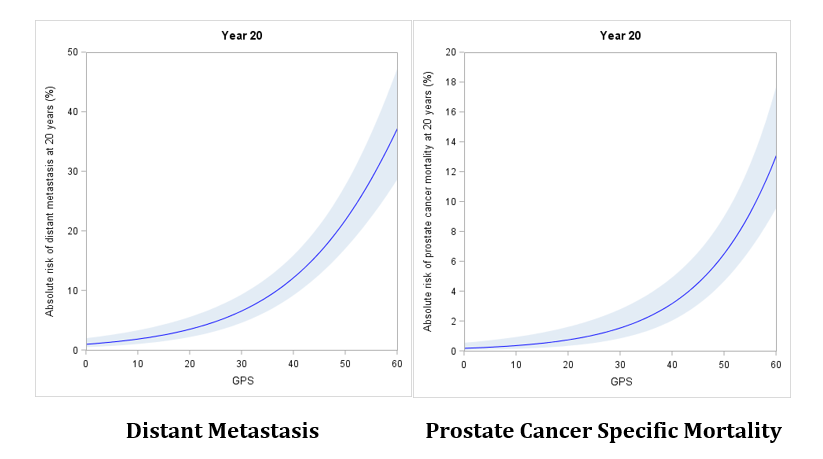 Year 20
Absolute risk of distant metastasis at 20 years (%)
50
40
30
20
10
0
0 10 20 30 40 50 60
GPS
Year 20
Absolute risk of prostate cancer mortality at 20 years (%)
20
18
16
14
12
10
8
6
4
2
0
0 10 20 30 40 50 60
GPS
Distant Metastasis
Prostate Cancer Specific Mortality